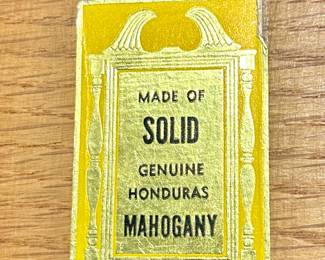 MADE OF
SOLID
GENUINE
HONDURAS
MAHOGANY